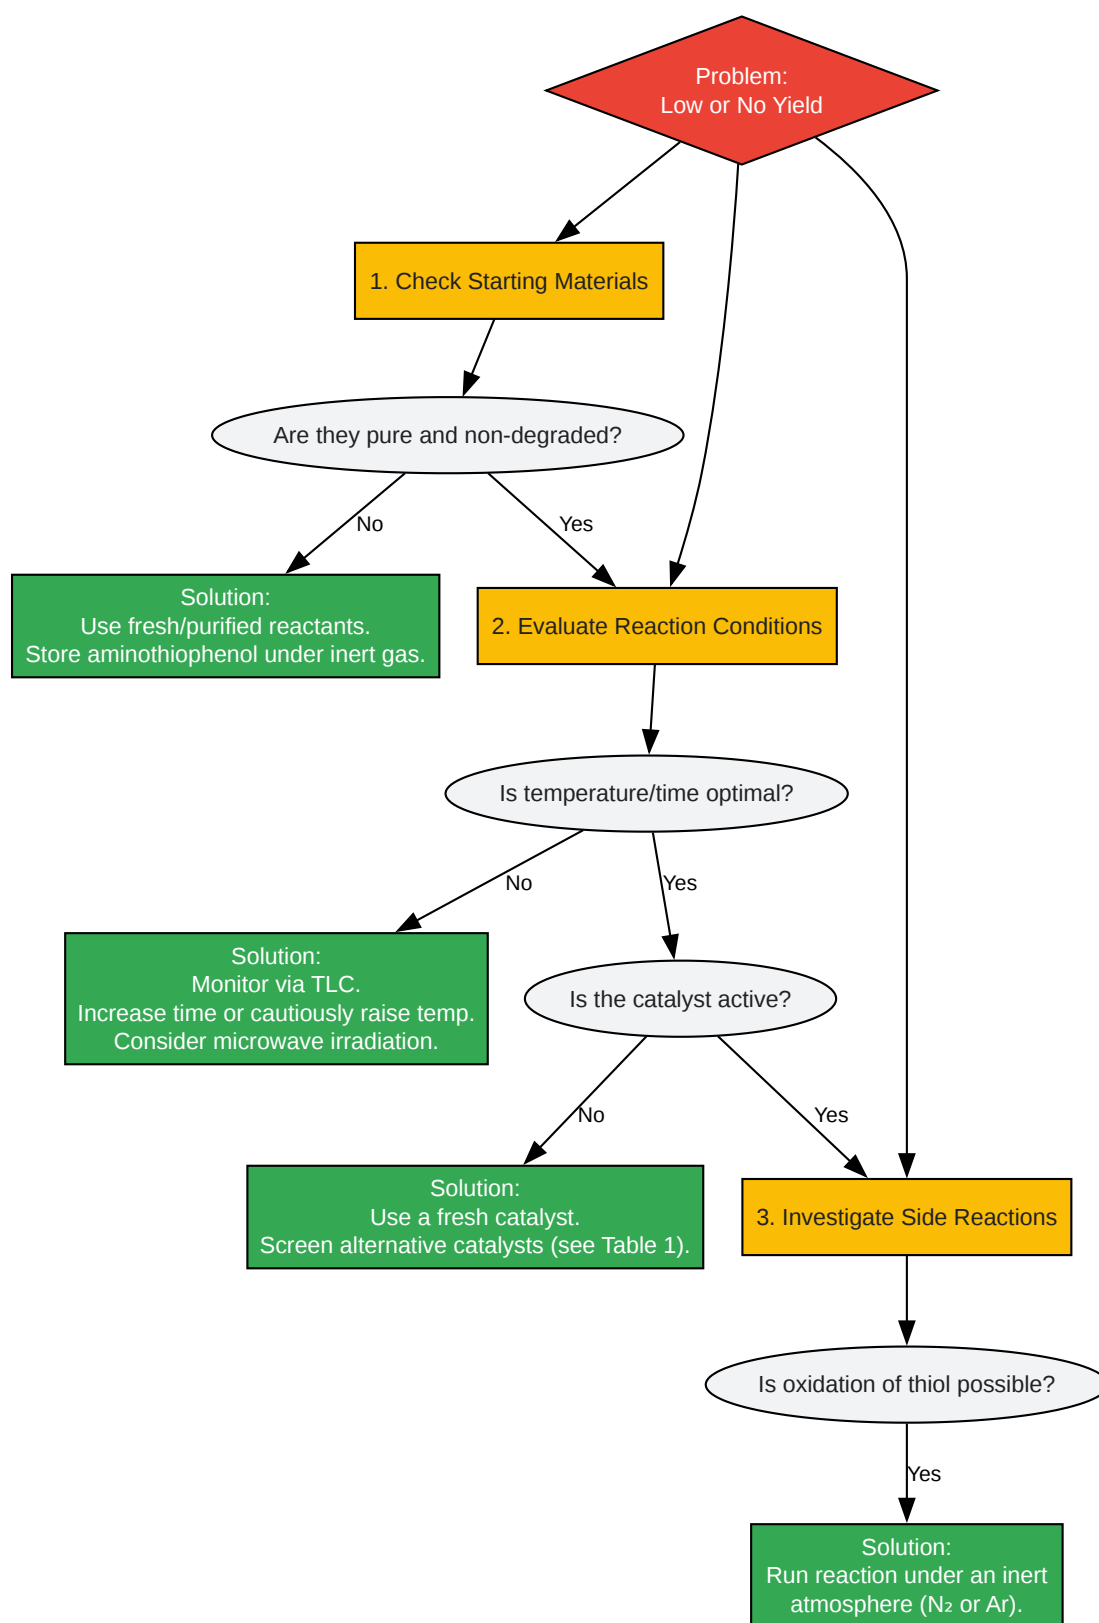 Problem:
Low or No Yield
1. Check Starting Materials
Are they pure and non-degraded?
No
Yes
Solution:
Use fresh/purified reactants.
Store aminothiophenol under inert gas.
2. Evaluate Reaction Conditions
Is temperature/time optimal?
No
Yes
Solution:
Monitor via TLC.
Increase time or cautiously raise temp.
Consider microwave irradiation.
Is the catalyst active?
No
Yes
Solution:
Use a fresh catalyst.
Screen alternative catalysts (see Table 1).
3. Investigate Side Reactions
Is oxidation of thiol possible?
Yes
Solution:
Run reaction under an inert
atmosphere (N₂ or Ar).